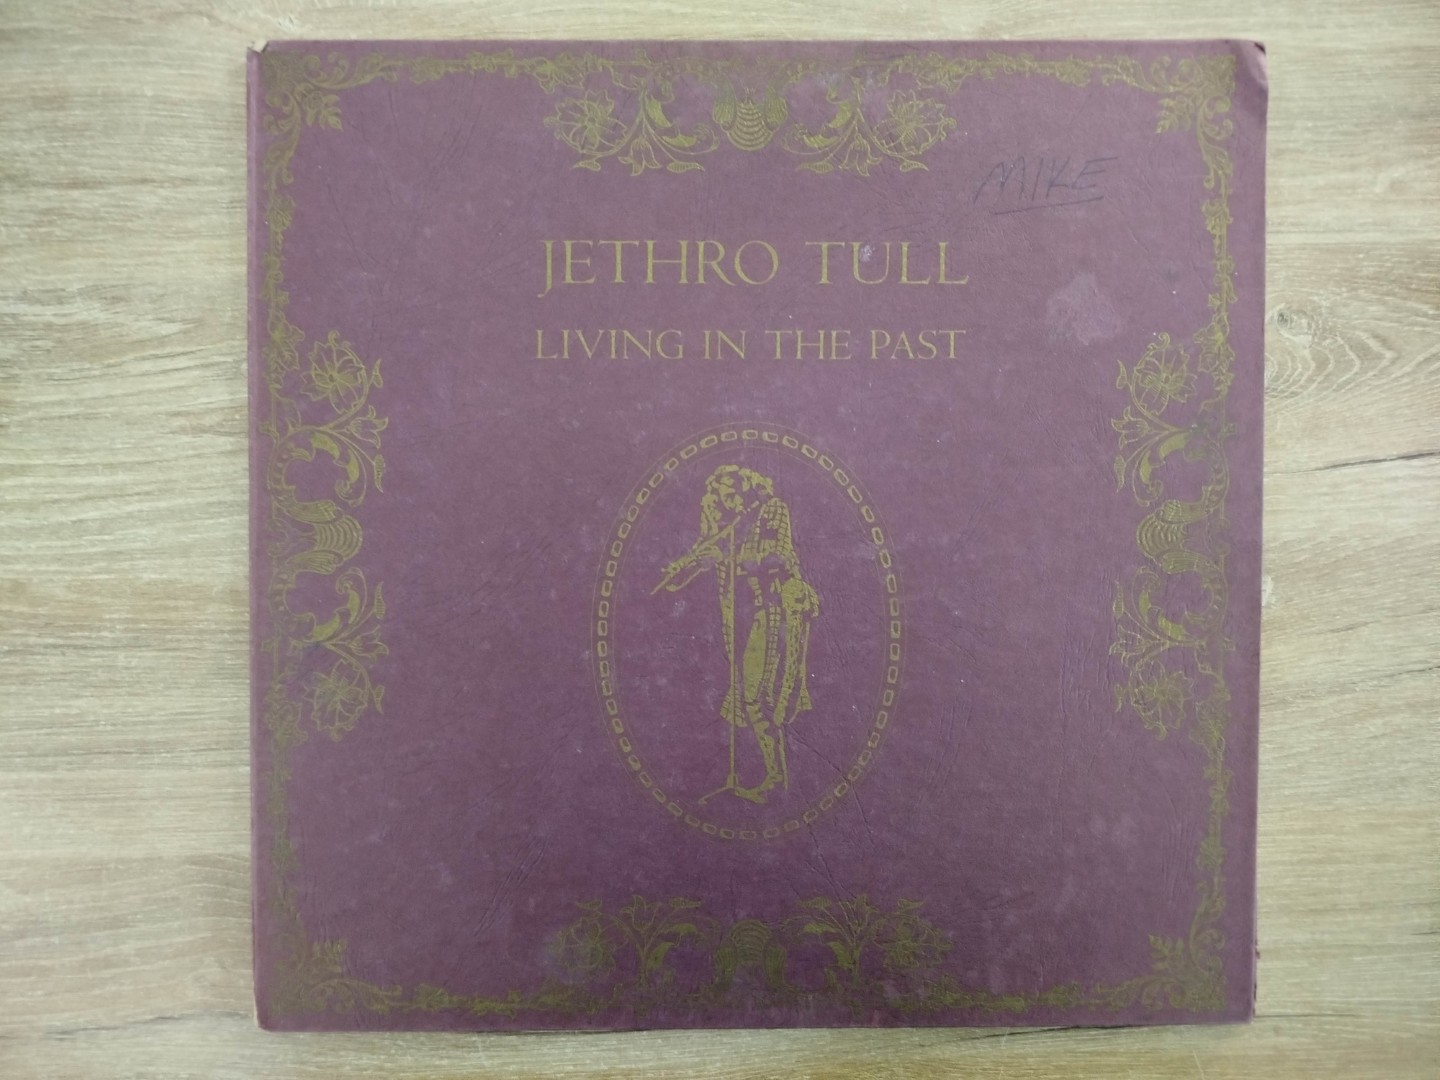 MIKE
JETHRO TULL
LIVING IN THE PAST